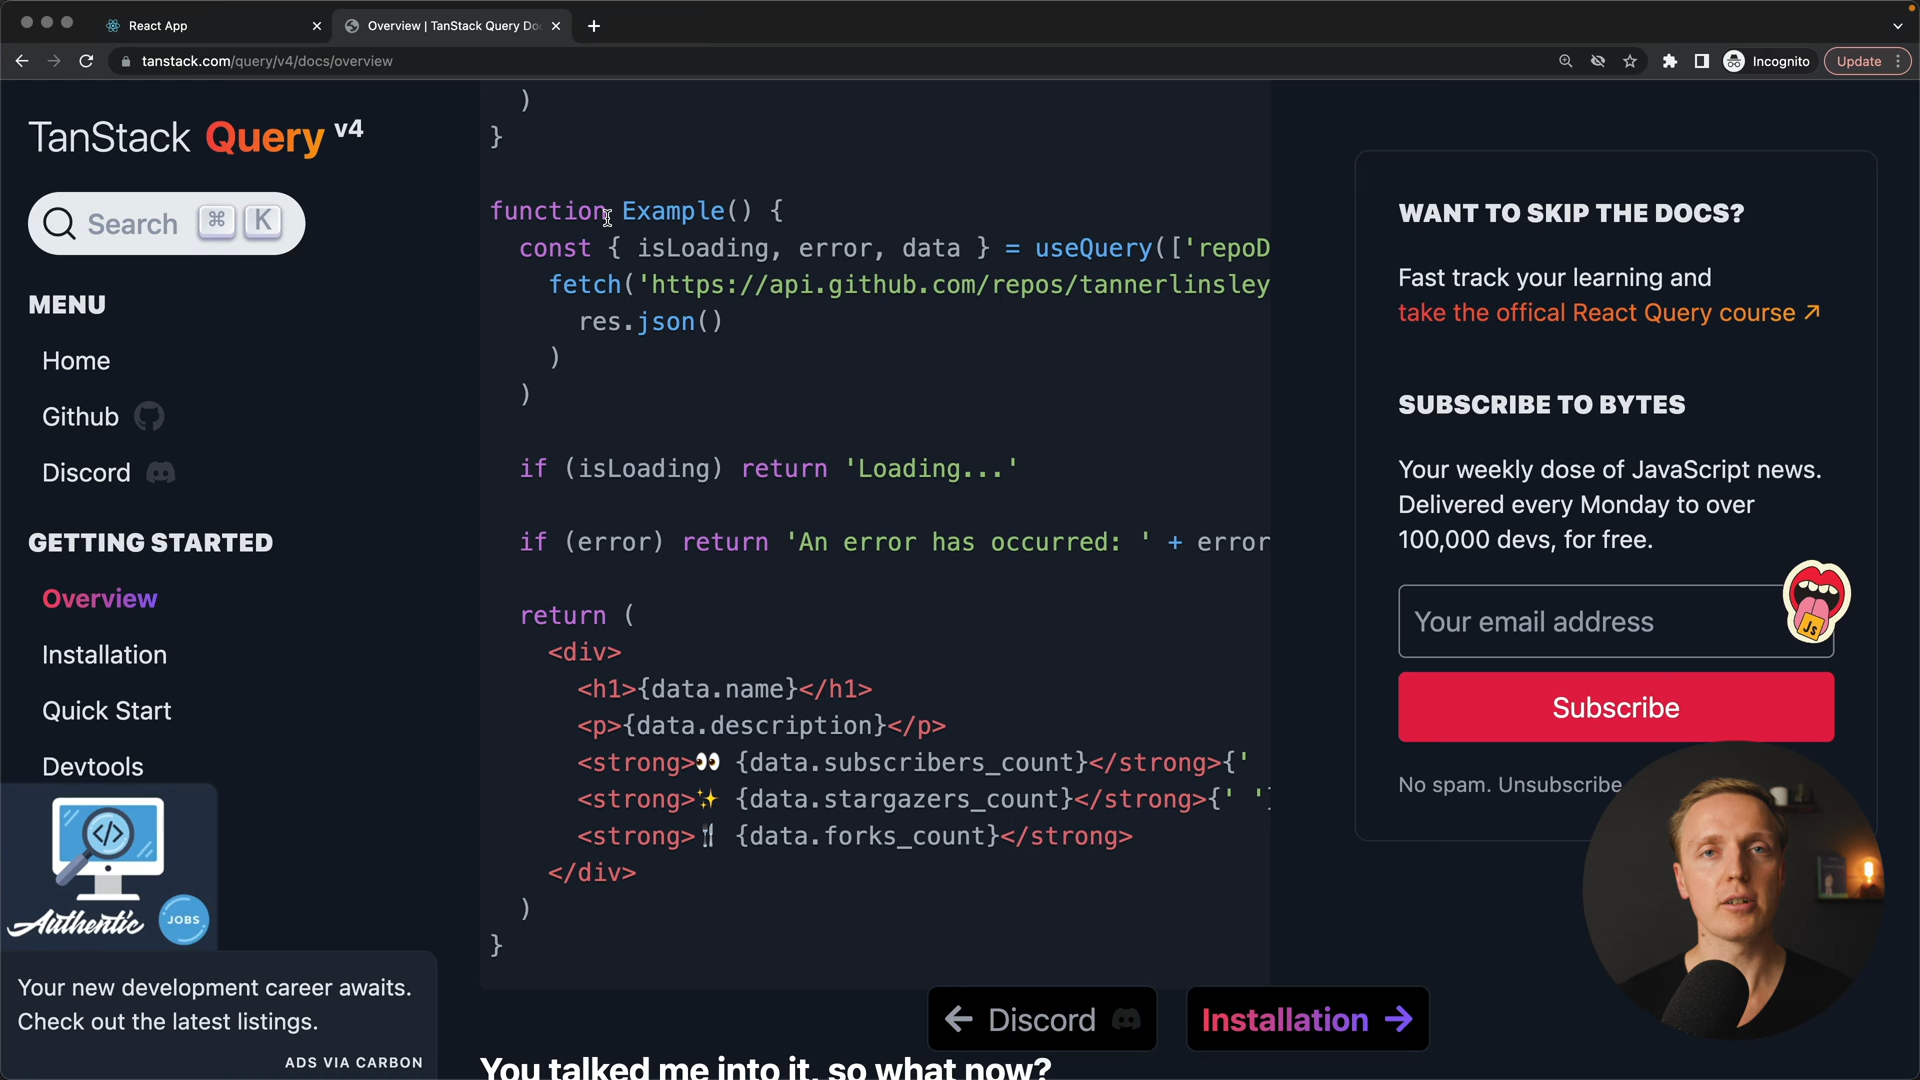 React App
Overview | TanStack Query Do
tanstack.com/query/v4/docs/overview
Incognito
Update
TanStack Query v4
Search ⌘ K
MENU
Home
Github
Discord
GETTING STARTED
Overview
Installation
Quick Start
Devtools
Authentic
JOBS
Your new development career awaits.
Check out the latest listings.
ADS VIA CARBON
)
}
function Example() {
const { isLoading, error, data } = useQuery(['repoD
fetch('https://api.github.com/repos/tannerlinsley
res.json()
)
)
if (isLoading) return 'Loading...'
if (error) return 'An error has occurred: ' + error
return (
<div>
<h1>{data.name}</h1>
<p>{data.description}</p>
<strong>👀 {data.subscribers_count}</strong>{'
<strong>✨ {data.stargazers_count}</strong>{' '}
<strong>🍴 {data.forks_count}</strong>
</div>
)
}
← Discord
Installation →
You talked me into it, so what now?
WANT TO SKIP THE DOCS?
Fast track your learning and
take the offical React Query course ↗
SUBSCRIBE TO BYTES
Your weekly dose of JavaScript news.
Delivered every Monday to over
100,000 devs, for free.
Your email address
Js
Subscribe
No spam. Unsubscribe